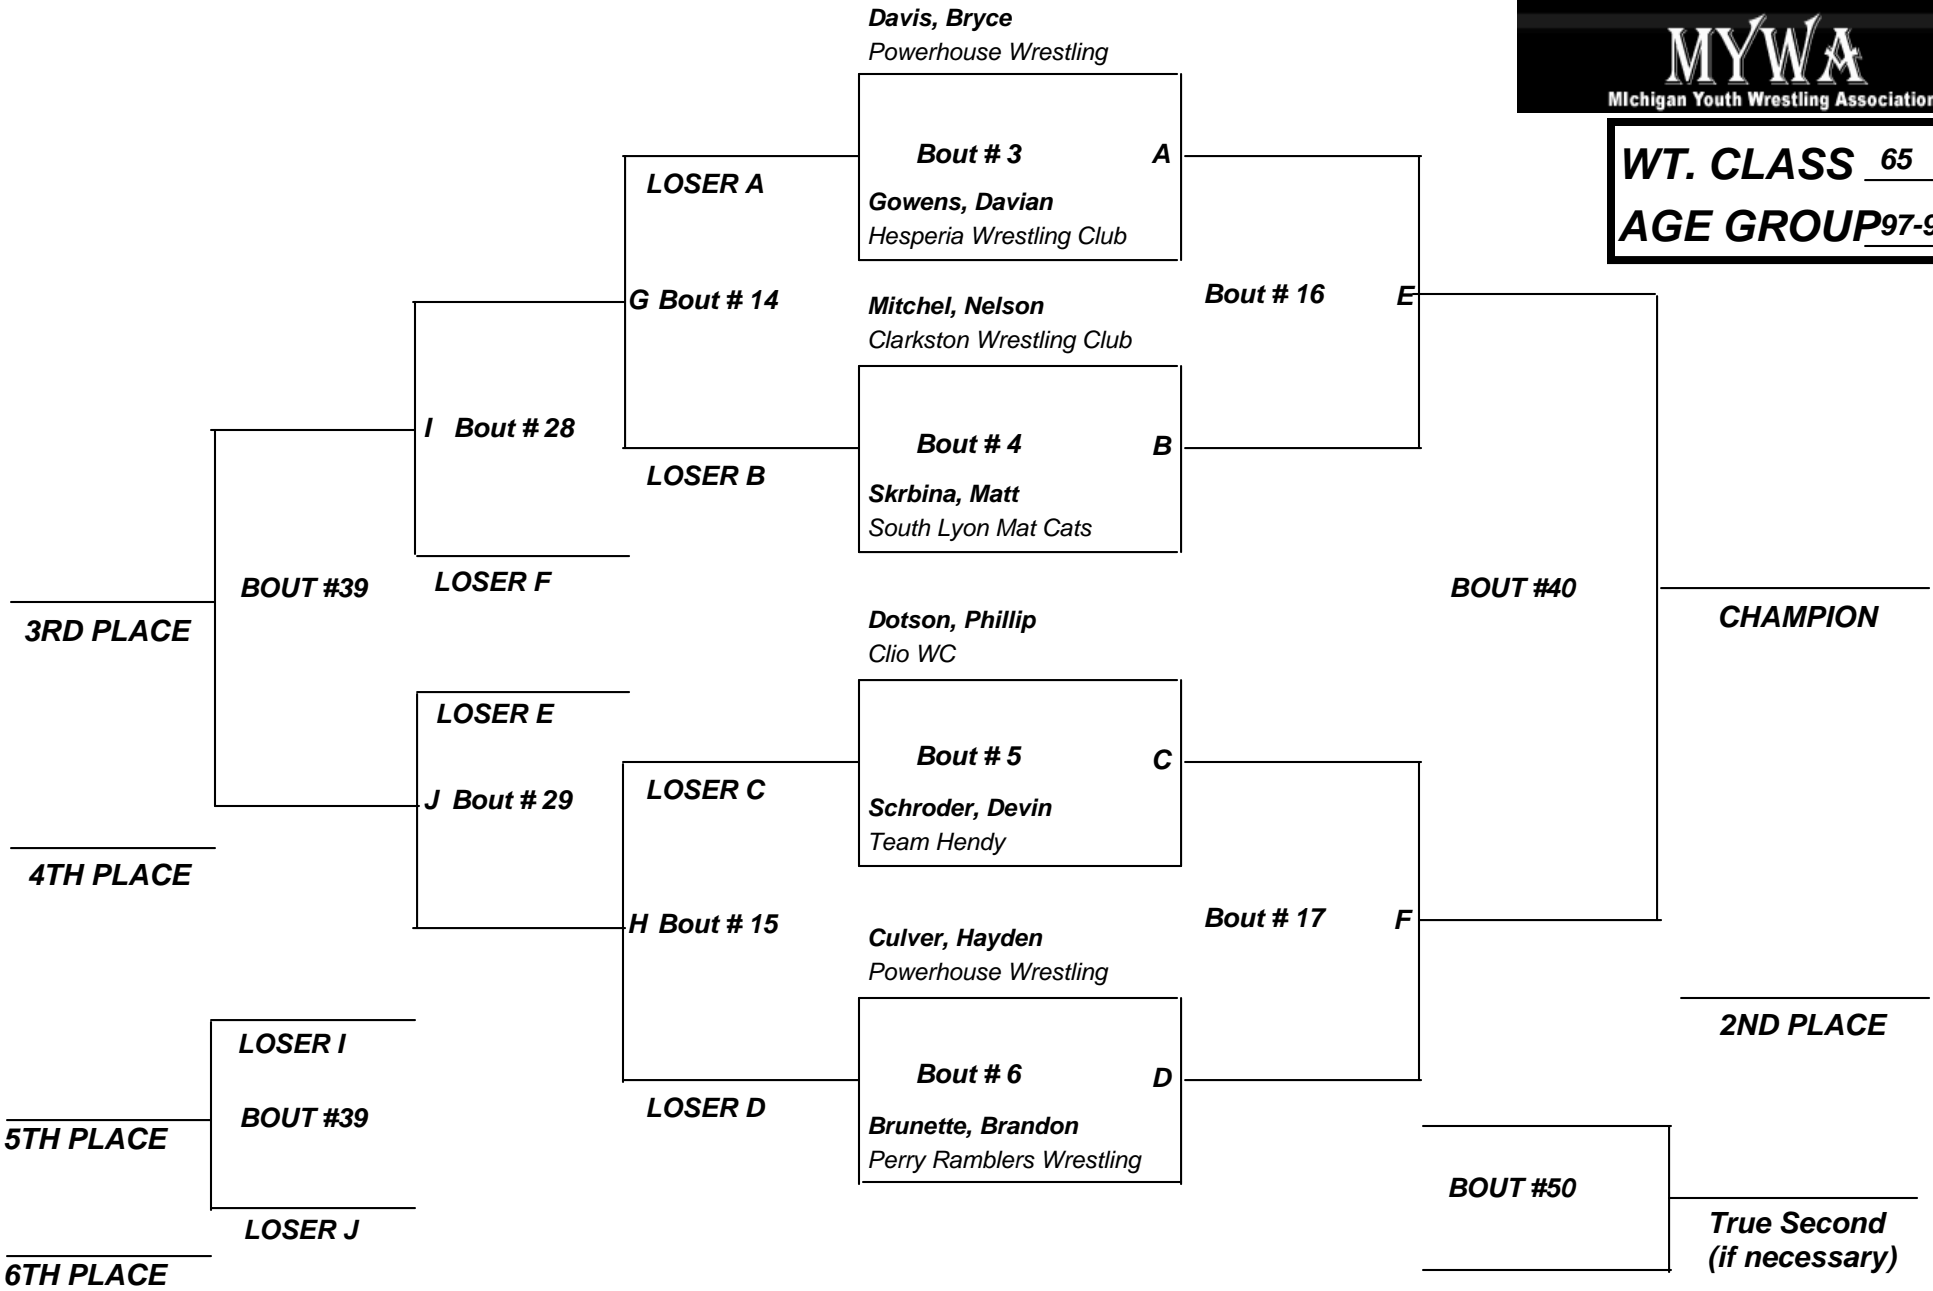 Davis, Bryce
Powerhouse Wrestling
MYWA
MIchigan Youth Wrestling Association
WT. CLASS 65
AGE GROUP 97-9
Bout # 3 A
LOSER A
Gowens, Davian
Hesperia Wrestling Club
G Bout # 14
Mitchel, Nelson
Clarkston Wrestling Club
Bout # 16 E
I Bout # 28
Bout # 4 B
LOSER B
Skrbina, Matt
South Lyon Mat Cats
BOUT #39
LOSER F
3RD PLACE
BOUT #40
CHAMPION
Dotson, Phillip
Clio WC
LOSER E
Bout # 5 C
J Bout # 29
LOSER C
Schroder, Devin
Team Hendy
4TH PLACE
H Bout # 15
Culver, Hayden
Powerhouse Wrestling
Bout # 17 F
2ND PLACE
LOSER I
Bout # 6 D
BOUT #39
5TH PLACE
LOSER D
Brunette, Brandon
Perry Ramblers Wrestling
BOUT #50
LOSER J
6TH PLACE
True Second
(if necessary)